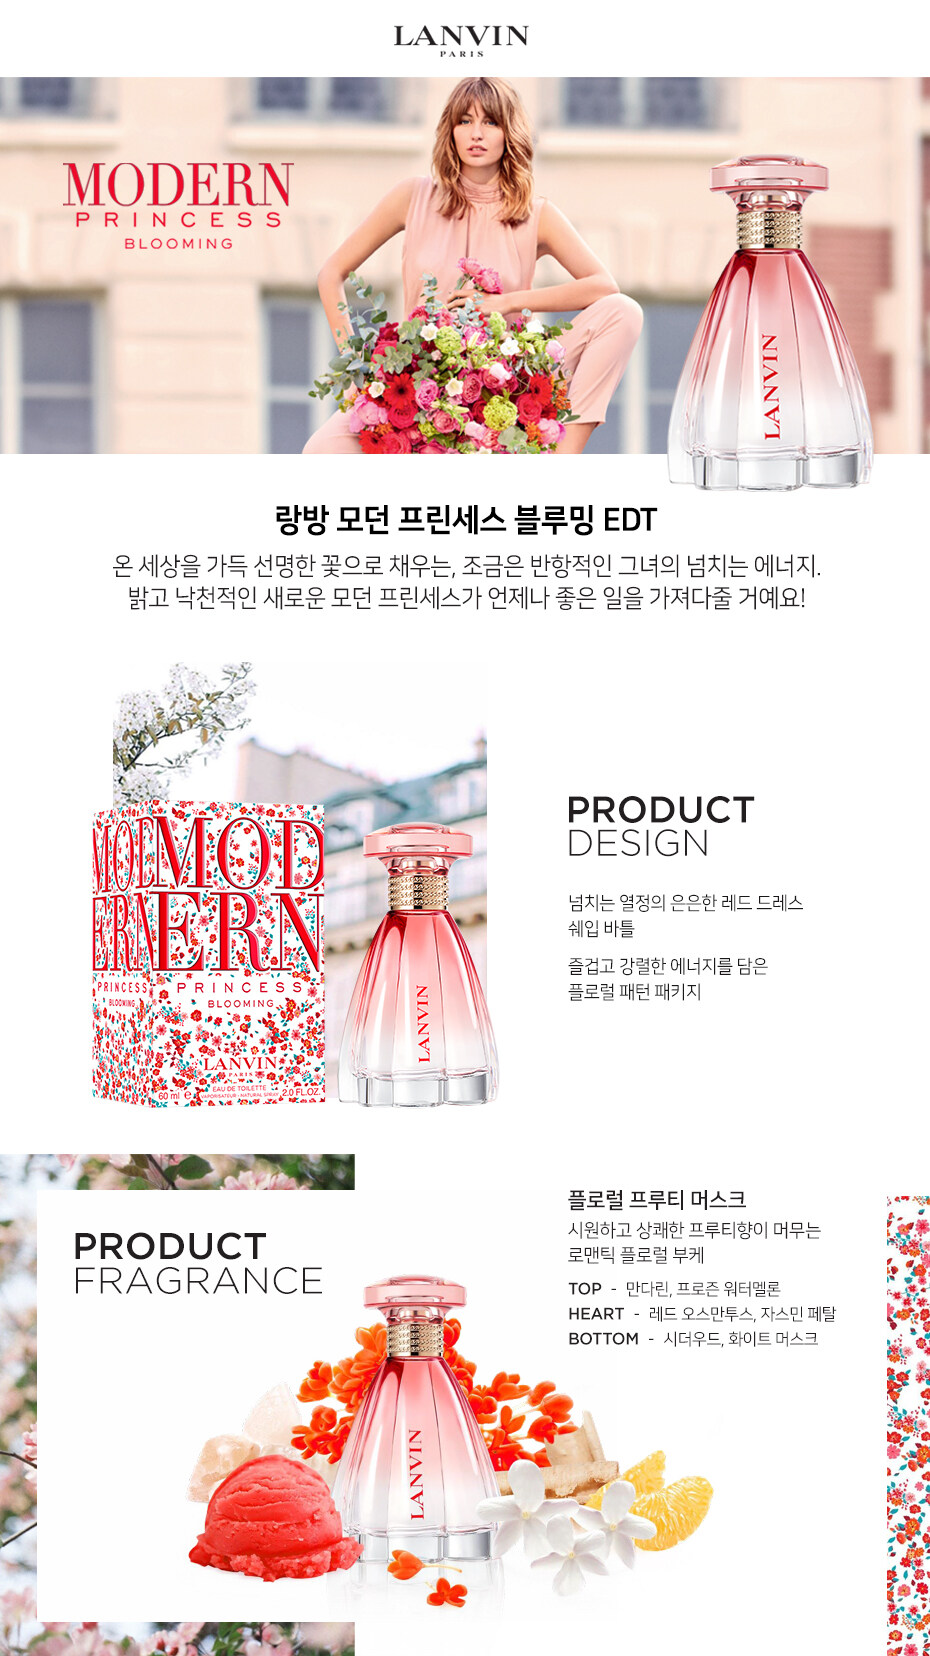 LANVIN
PARIS
MODERN
PRINCESS
BLOOMING
LANVIN
랑방 모던 프린세스 블루밍 EDT
온 세상을 가득 선명한 꽃으로 채우는, 조금은 반항적인 그녀의 넘치는 에너지.
밝고 낙천적인 새로운 모던 프린세스가 언제나 좋은 일을 가져다줄 거예요!
MOD
ERN
PRINCESS
BLOOMING
MOD
ERN
PRINCESS
BLOOMING
LANVIN
PARIS
EAU DE TOILETTE
60 ml e VAPORISATEUR - NATURAL SPRAY 2.0 FL.OZ.
LANVIN
PRODUCT
DESIGN
넘치는 열정의 은은한 레드 드레스
쉐입 바틀
즐겁고 강렬한 에너지를 담은
플로럴 패턴 패키지
PRODUCT
FRAGRANCE
플로럴 프루티 머스크
시원하고 상쾌한 프루티향이 머무는
로맨틱 플로럴 부케
TOP - 만다린, 프로즌 워터멜론
HEART - 레드 오스만투스, 자스민 페탈
BOTTOM - 시더우드, 화이트 머스크
LANVIN